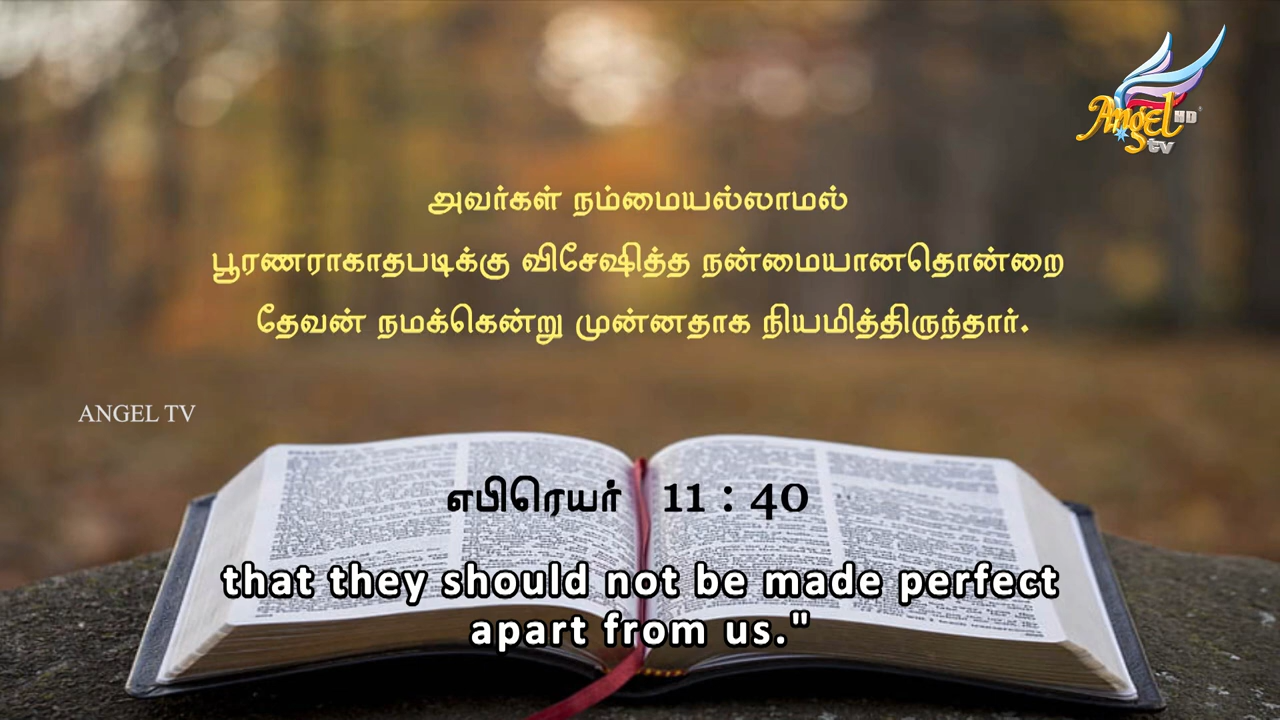 Angel HD
tv
அவர்கள் நம்மையல்லாமல்
பூரணராகாதபடிக்கு விசேஷித்த நன்மையானதொன்றை
தேவன் நமக்கென்று முன்னதாக நியமித்திருந்தார்.
ANGEL TV
எபிரெயர் 11 : 40
that they should not be made perfect
apart from us."